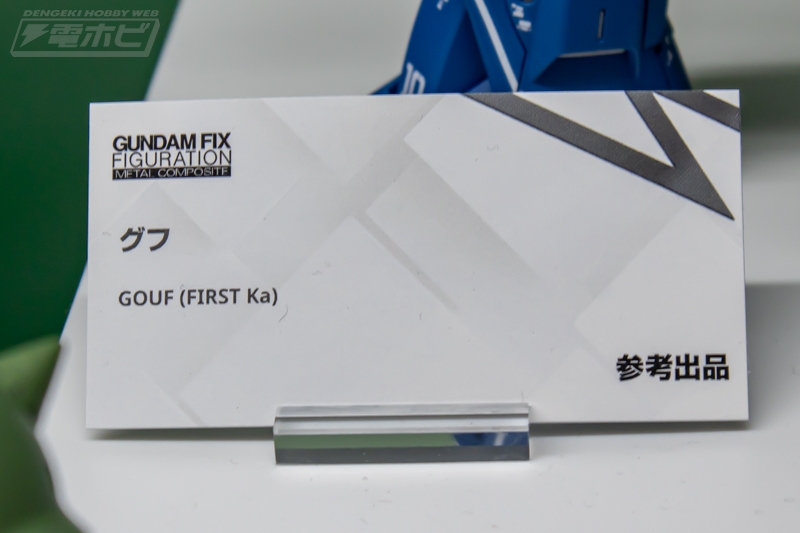 DENGEKI HOBBY WEB
電ホビ
10
GUNDAM FIX
FIGURATION
METAL COMPOSITE
グフ
GOUF (FIRST Ka)
参考出品